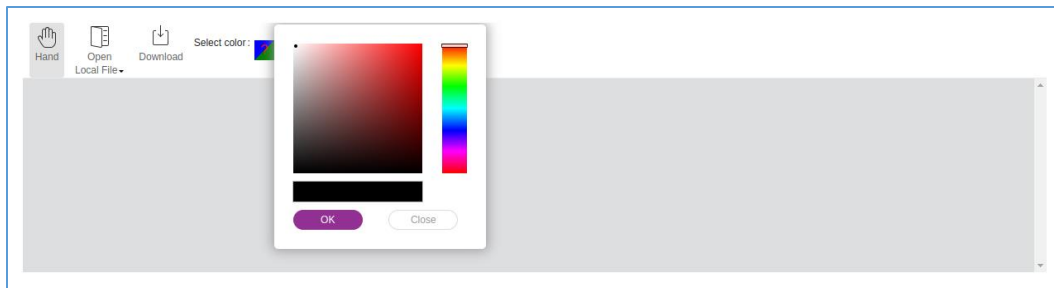 Hand
Open
Local File
Download
Select color :
OK
Close